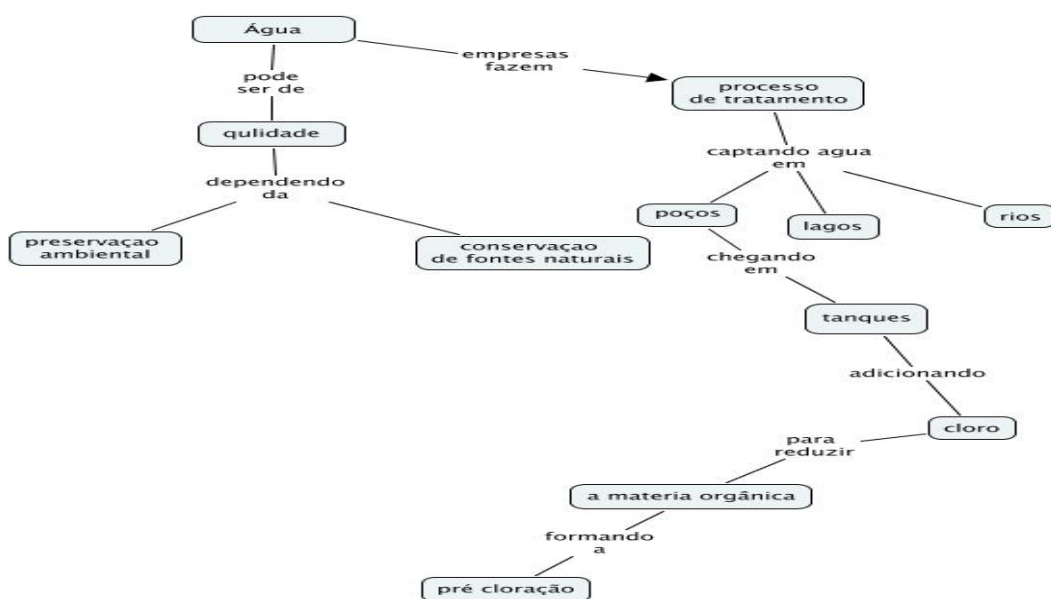 Água
empresas
fazem
pode
ser de
processo
de tratamento
qulidade
captando agua
em
dependendo
da
poços
lagos
rios
preservaçao
ambiental
conservaçao
de fontes naturais
chegando
em
tanques
adicionando
cloro
para
reduzir
a materia orgânica
formando
a
pré cloração